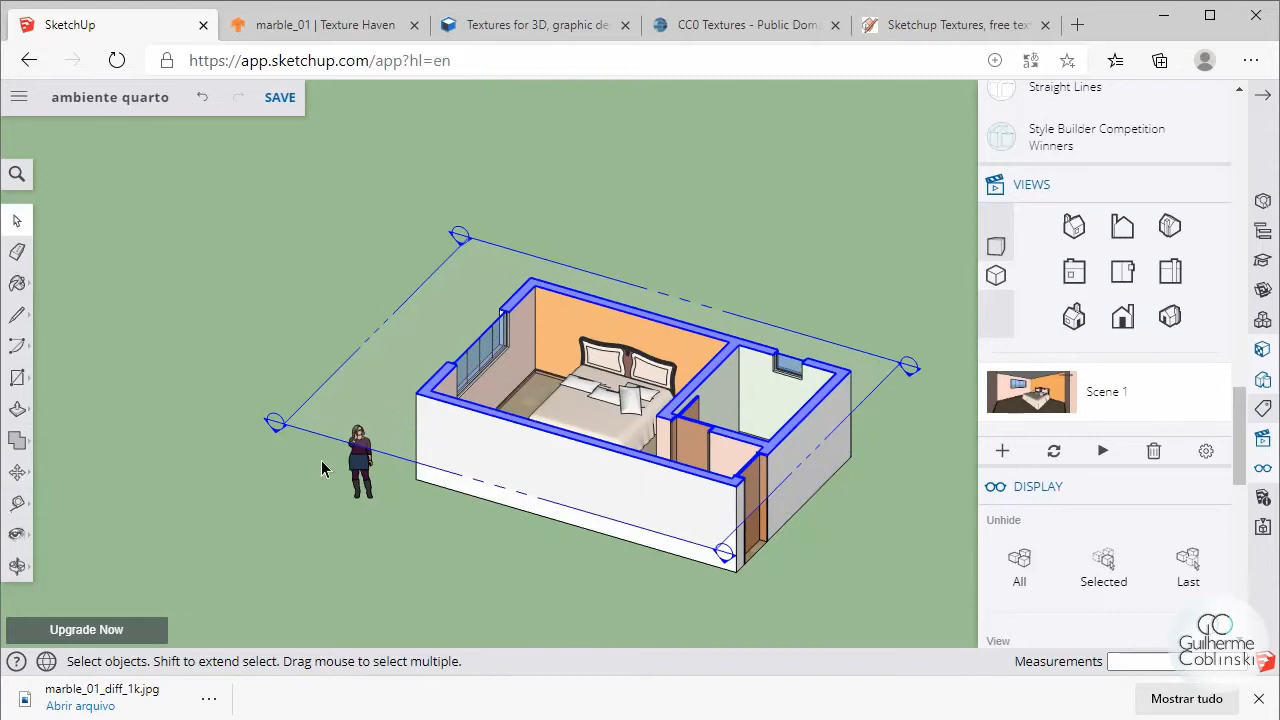 SketchUp
marble_01 | Texture Haven
Textures for 3D, graphic de
CC0 Textures - Public Dom
Sketchup Textures, free tex
https://app.sketchup.com/app?hl=en
ambiente quarto
SAVE
Straight Lines
Style Builder Competition
Winners
VIEWS
Scene 1
DISPLAY
Unhide
All
Selected
Last
View
Upgrade Now
GC
Guilherme
Coblinski
Select objects. Shift to extend select. Drag mouse to select multiple.
Measurements
marble_01_diff_1k.jpg
Abrir arquivo
Mostrar tudo